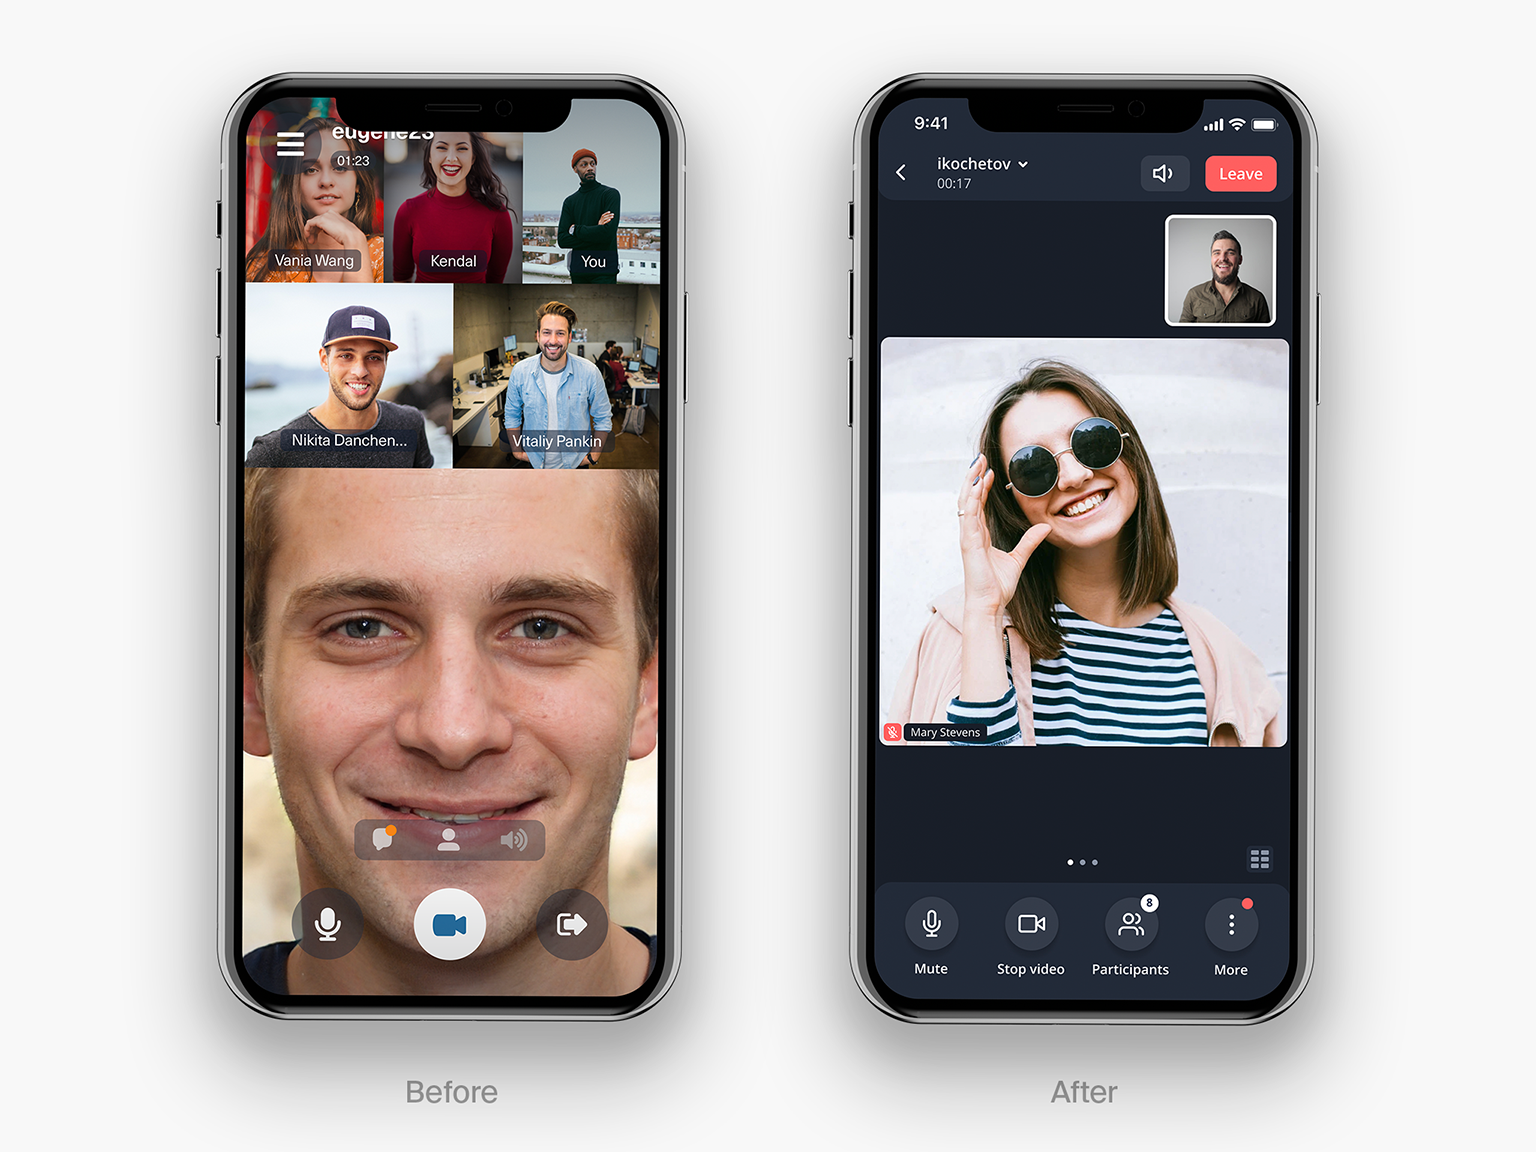 eugene23
01:23
Vania Wang
Kendal
You
Nikita Danchen...
Vitaliy Pankin
Before
9:41
ikochetov
00:17
Leave
Mary Stevens
8
Mute
Stop video
Participants
More
After